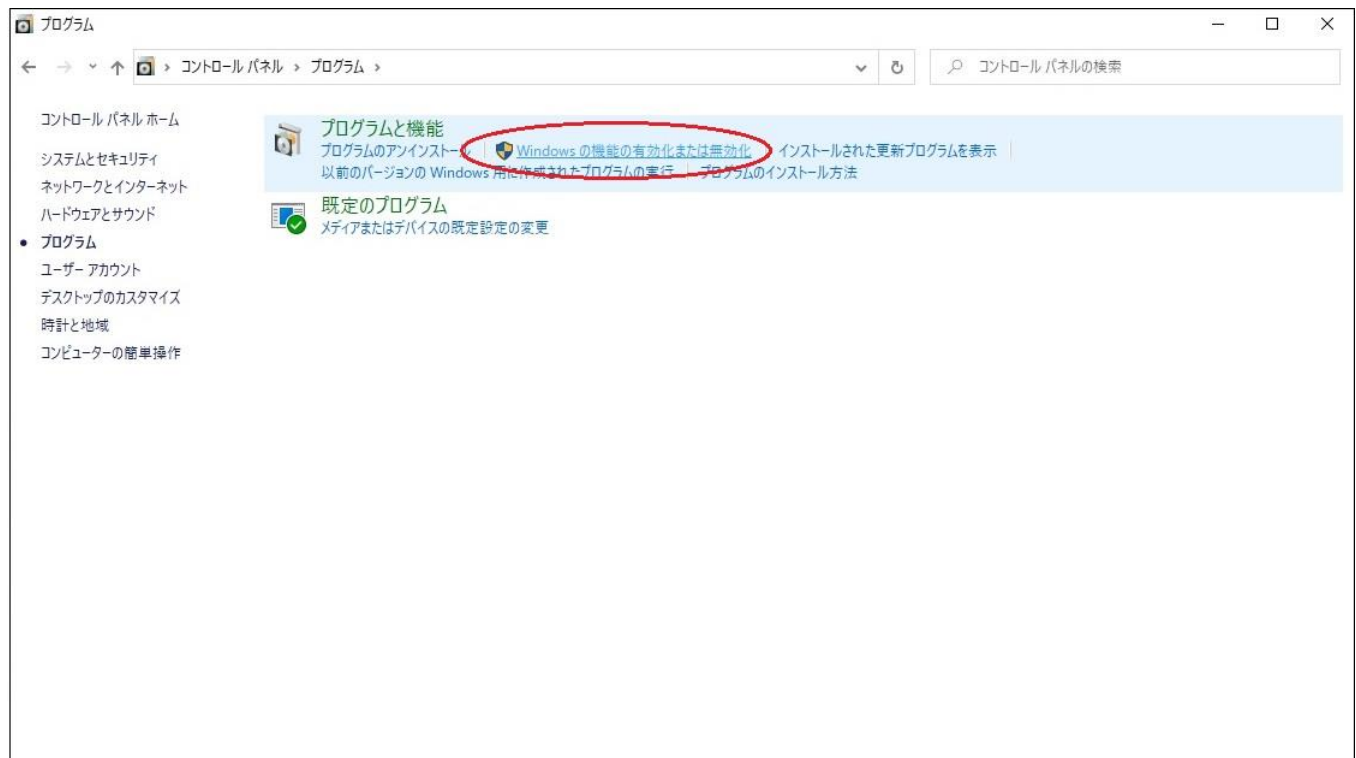 プログラム
コントロール パネル › プログラム ›
コントロール パネルの検索
コントロール パネル ホーム
システムとセキュリティ
ネットワークとインターネット
ハードウェアとサウンド
プログラム
ユーザー アカウント
デスクトップのカスタマイズ
時計と地域
コンピューターの簡単操作
プログラムと機能
プログラムのアンインストール Windows の機能の有効化または無効化 インストールされた更新プログラムを表示
以前のバージョンの Windows 用に作成されたプログラムの実行 プログラムのインストール方法
既定のプログラム
メディアまたはデバイスの既定設定の変更